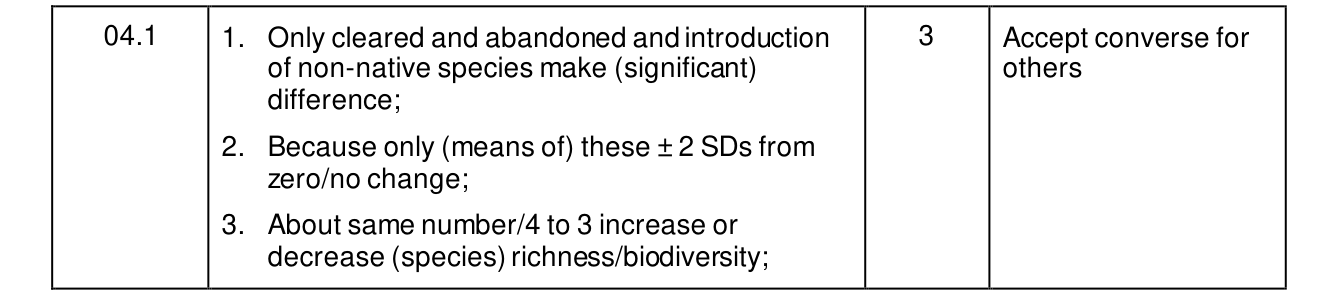 04.1
1. Only cleared and abandoned and introduction
of non-native species make (significant)
difference;
2. Because only (means of) these ± 2 SDs from
zero/no change;
3. About same number/4 to 3 increase or
decrease (species) richness/biodiversity;
3
Accept converse for
others